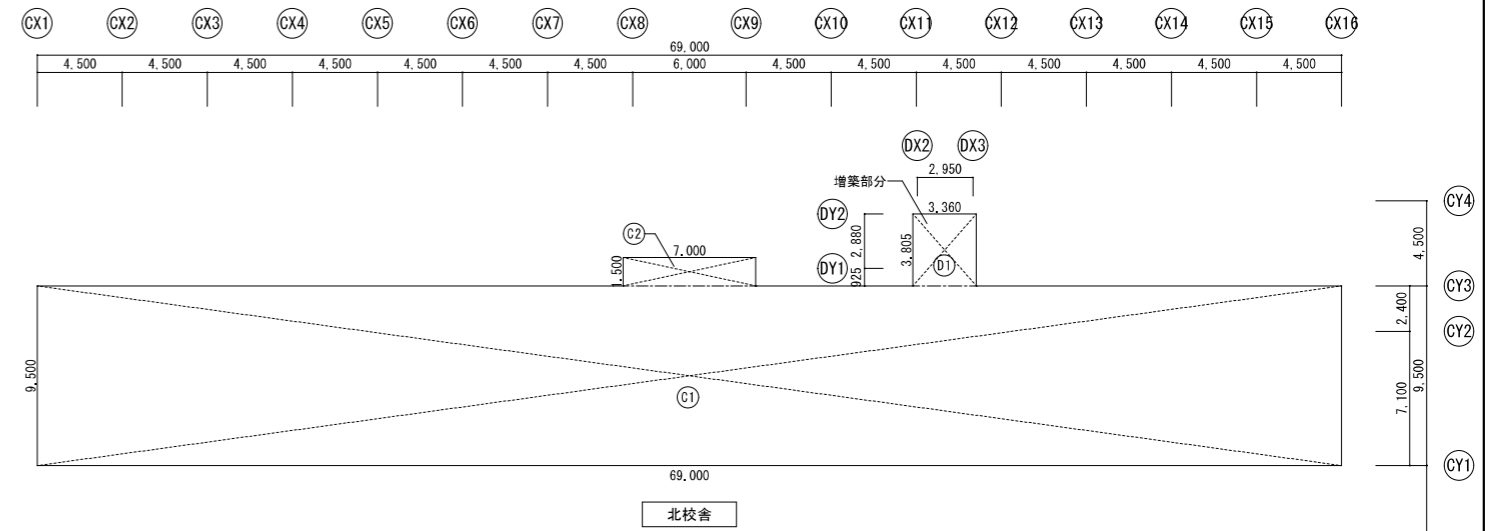 CX1 CX2 CX3 CX4 CX5 CX6 CX7 CX8 CX9 CX10 CX11 CX12 CX13 CX14 CX15 CX16
69,000
4,500 4,500 4,500 4,500 4,500 4,500 4,500 6,000 4,500 4,500 4,500 4,500 4,500 4,500 4,500
DX2 DX3
2,950
増築部分
3,360
CY4
DY2
C2
7.000
2,880
3.805
4,500
1.500
DY1
925
D1
CY3
2,400
CY2
9.500
9,500
7,100
C1
CY1
69.000
北校舎